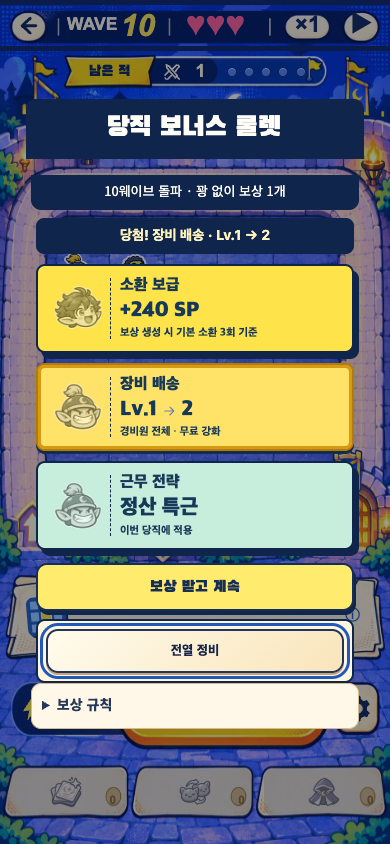 WAVE 10
×1
남은 적
1
당직 보너스 룰렛
10웨이브 돌파 · 꽝 없이 보상 1개
당첨! 장비 배송 · Lv.1 → 2
소환 보급
+240 SP
보상 생성 시 기본 소환 3회 기준
장비 배송
Lv.1 → 2
경비원 전체 · 무료 강화
근무 전략
정산 특근
이번 당직에 적용
보상 받고 계속
전열 정비
▶ 보상 규칙
0
0
0